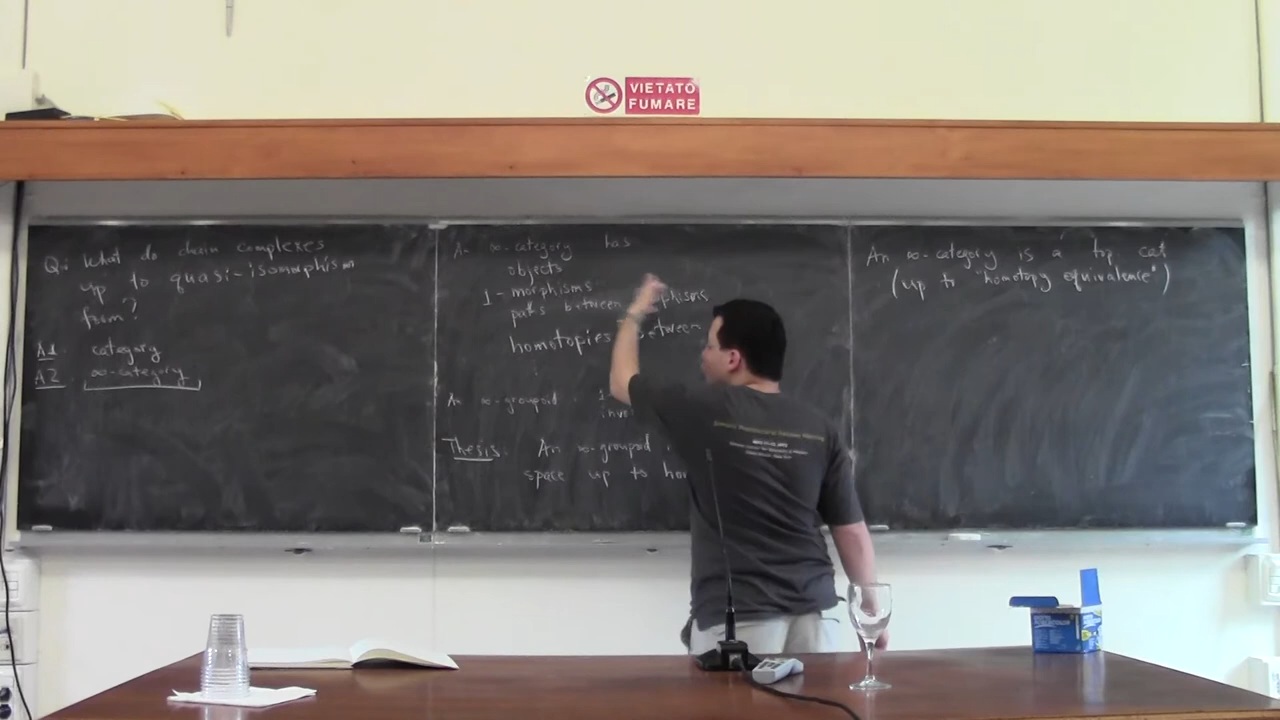 VIETATO
FUMARE
Q: What do chain complexes
up to quasi-isomorphism
form?
A1. category
A2. ∞-category
An ∞-category has
objects
1-morphisms
paths between
homotopies between
An ∞-groupoid
Thesis: An ∞-groupoid
space up to
An ∞-category is a top cat
(up to "homotopy equivalence")